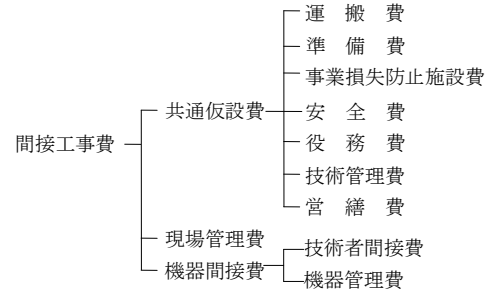 運搬費
準備費
事業損失防止施設費
共通仮設費
安全費
間接工事費
役務費
技術管理費
営繕費
現場管理費
技術者間接費
機器間接費
機器管理費